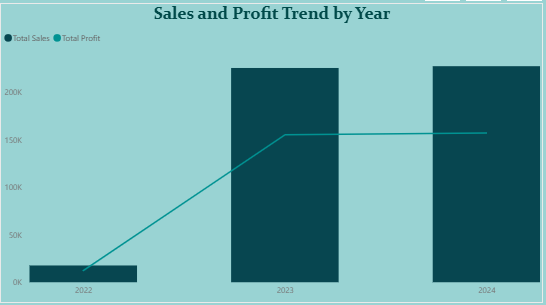 Sales and Profit Trend by Year
Total Sales Total Profit
200K
150K
100K
50K
0K
2022 2023 2024